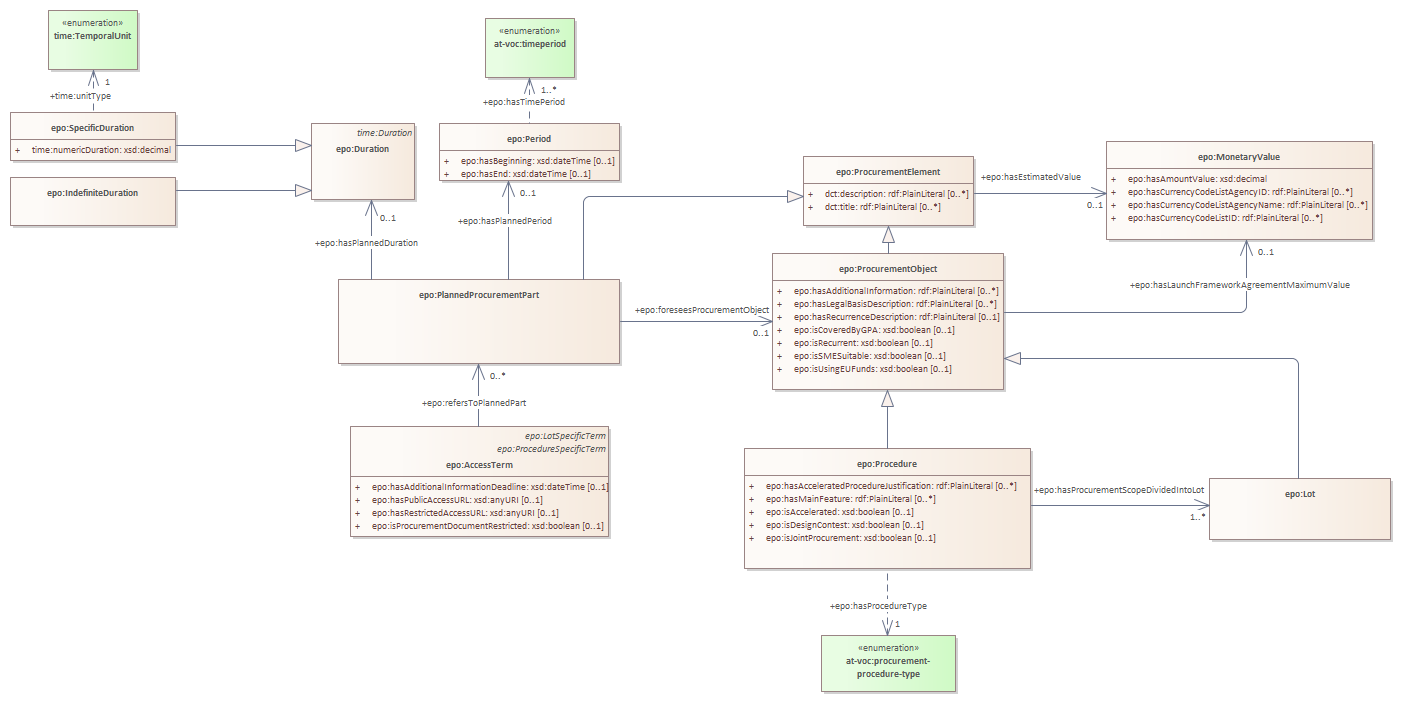 «enumeration»
time:TemporalUnit
1
+time:unitType
epo:SpecificDuration
+ time:numericDuration: xsd:decimal
epo:IndefiniteDuration
time:Duration
epo:Duration
0..1
+epo:hasPlannedDuration
«enumeration»
at-voc:timeperiod
1..*
+epo:hasTimePeriod
epo:Period
+ epo:hasBeginning: xsd:dateTime [0..1]
+ epo:hasEnd: xsd:dateTime [0..1]
0..1
+epo:hasPlannedPeriod
epo:PlannedProcurementPart
+epo:foreseesProcurementObject
0..1
0..*
+epo:refersToPlannedPart
epo:LotSpecificTerm
epo:ProcedureSpecificTerm
epo:AccessTerm
+ epo:hasAdditionalInformationDeadline: xsd:dateTime [0..1]
+ epo:hasPublicAccessURL: xsd:anyURI [0..1]
+ epo:hasRestrictedAccessURL: xsd:anyURI [0..1]
+ epo:isProcurementDocumentRestricted: xsd:boolean [0..1]
epo:ProcurementElement
+ dct:description: rdf:PlainLiteral [0..*]
+ dct:title: rdf:PlainLiteral [0..*]
+epo:hasEstimatedValue
0..1
epo:MonetaryValue
+ epo:hasAmountValue: xsd:decimal
+ epo:hasCurrencyCodeListAgencyID: rdf:PlainLiteral [0..*]
+ epo:hasCurrencyCodeListAgencyName: rdf:PlainLiteral [0..*]
+ epo:hasCurrencyCodeListID: rdf:PlainLiteral [0..*]
0..1
+epo:hasLaunchFrameworkAgreementMaximumValue
epo:ProcurementObject
+ epo:hasAdditionalInformation: rdf:PlainLiteral [0..*]
+ epo:hasLegalBasisDescription: rdf:PlainLiteral [0..*]
+ epo:hasRecurrenceDescription: rdf:PlainLiteral [0..1]
+ epo:isCoveredByGPA: xsd:boolean [0..1]
+ epo:isRecurrent: xsd:boolean [0..1]
+ epo:isSMESuitable: xsd:boolean [0..1]
+ epo:isUsingEUFunds: xsd:boolean [0..1]
epo:Procedure
+ epo:hasAcceleratedProcedureJustification: rdf:PlainLiteral [0..*]
+ epo:hasMainFeature: rdf:PlainLiteral [0..*]
+ epo:isAccelerated: xsd:boolean [0..1]
+ epo:isDesignContest: xsd:boolean [0..1]
+ epo:isJointProcurement: xsd:boolean [0..1]
+epo:hasProcurementScopeDividedIntoLot
1..*
epo:Lot
+epo:hasProcedureType
1
«enumeration»
at-voc:procurement-
procedure-type